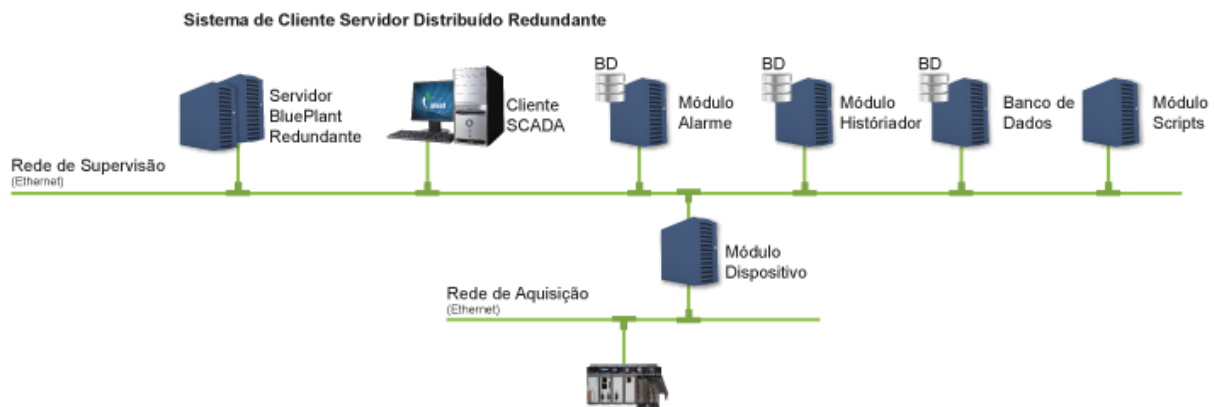 Sistema de Cliente Servidor Distribuído Redundante
Servidor
BluePlant
Redundante
Cliente
SCADA
BD
Módulo
Alarme
BD
Módulo
Históriador
BD
Banco de
Dados
Módulo
Scripts
Rede de Supervisão
(Ethernet)
Módulo
Dispositivo
Rede de Aquisição
(Ethernet)